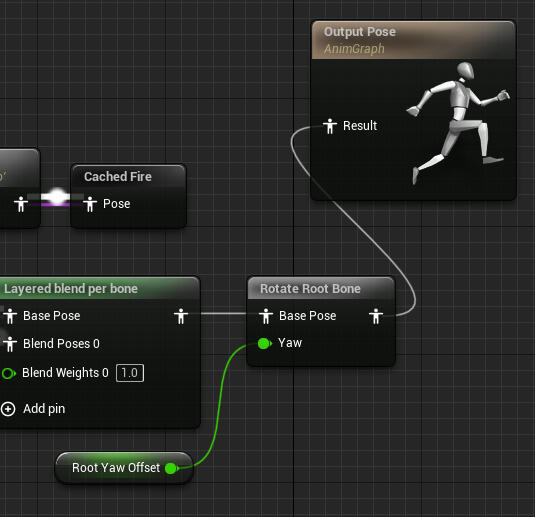 Output Pose
AnimGraph
Result
Cached Fire
Pose
Layered blend per bone
Base Pose
Blend Poses 0
Blend Weights 0 1.0
Add pin
Rotate Root Bone
Base Pose
Yaw
Root Yaw Offset